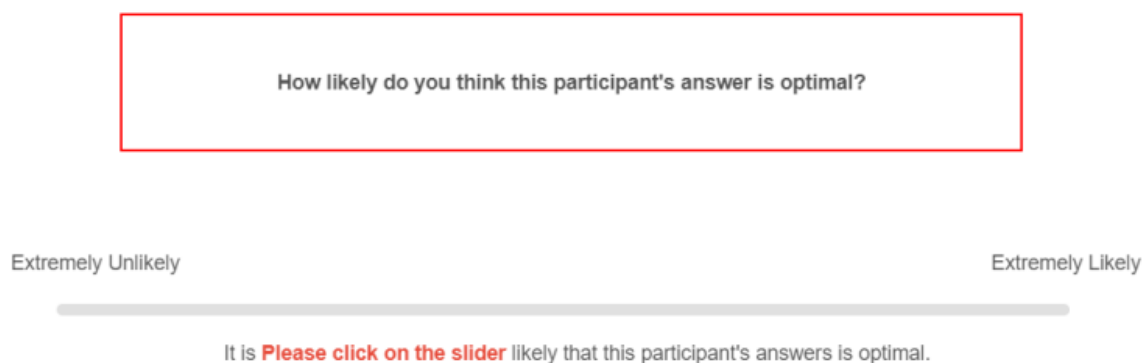 How likely do you think this participant's answer is optimal?
Extremely Unlikely
Extremely Likely
It is Please click on the slider likely that this participant's answers is optimal.